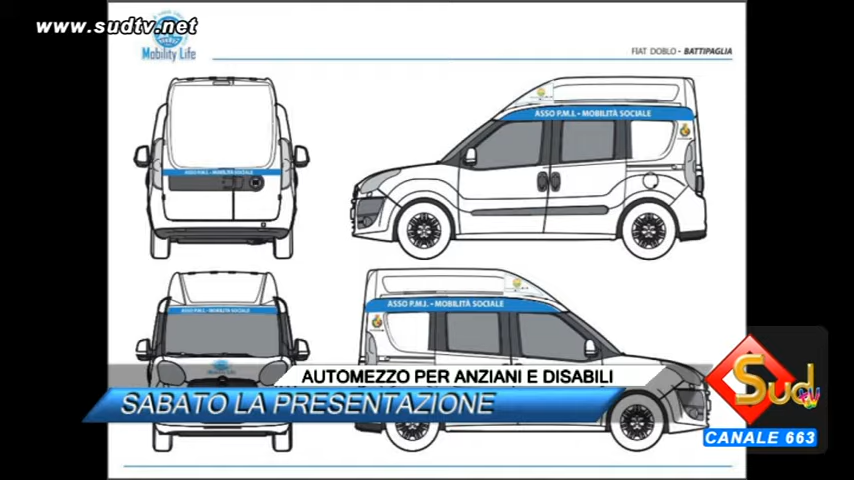 www.sudtv.net
Mobility Life
FIAT DOBLO - BATTIPAGLIA
ASSO P.M.I. - MOBILITÀ SOCIALE
ASSO P.M.I. - MOBILITÀ SOCIALE
ASSO P.M.I. - MOBILITÀ SOCIALE
ASSO P.M.I. - MOBILITÀ SOCIALE
AUTOMEZZO PER ANZIANI E DISABILI
SABATO LA PRESENTAZIONE
Sud tv
CANALE 663